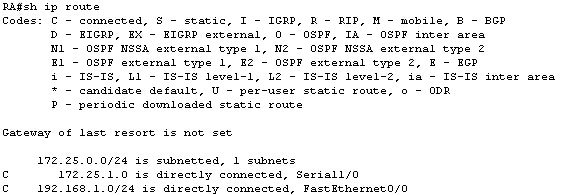 RA#sh ip route
Codes: C - connected, S - static, I - IGRP, R - RIP, M - mobile, B - BGP
D - EIGRP, EX - EIGRP external, O - OSPF, IA - OSPF inter area
N1 - OSPF NSSA external type 1, N2 - OSPF NSSA external type 2
E1 - OSPF external type 1, E2 - OSPF external type 2, E - EGP
i - IS-IS, L1 - IS-IS level-1, L2 - IS-IS level-2, ia - IS-IS inter area
* - candidate default, U - per-user static route, o - ODR
P - periodic downloaded static route
Gateway of last resort is not set
172.25.0.0/24 is subnetted, 1 subnets
C 172.25.1.0 is directly connected, Serial1/0
C 192.168.1.0/24 is directly connected, FastEthernet0/0